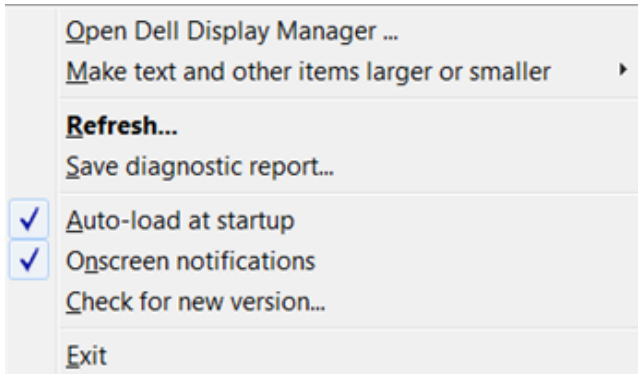 Open Dell Display Manager ...
Make text and other items larger or smaller
Refresh...
Save diagnostic report...
Auto-load at startup
Onscreen notifications
Check for new version...
Exit